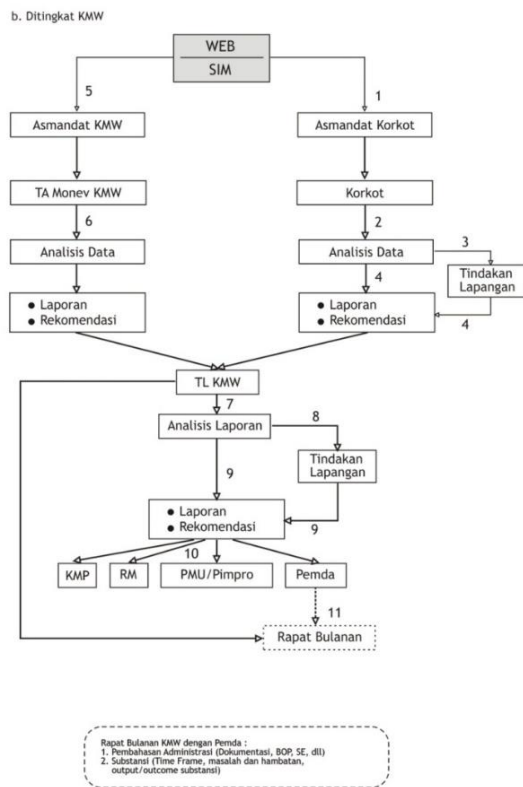 b. Ditingkat KMW
WEB
SIM
5
1
Asmandat KMW
Asmandat Korkot
TA Monev KMW
Korkot
6
2
Analisis Data
Analisis Data
3
4
Tindakan
Lapangan
● Laporan
● Rekomendasi
● Laporan
● Rekomendasi
4
TL KMW
7
8
Analisis Laporan
9
Tindakan
Lapangan
● Laporan
● Rekomendasi
9
10
KMP
RM
PMU/Pimpro
Pemda
11
Rapat Bulanan
Rapat Bulanan KMW dengan Pemda :
1. Pembahasan Administrasi (Dokumentasi, BOP, SE, dll)
2. Substansi (Time Frame, masalah dan hambatan,
output/outcome substansi)